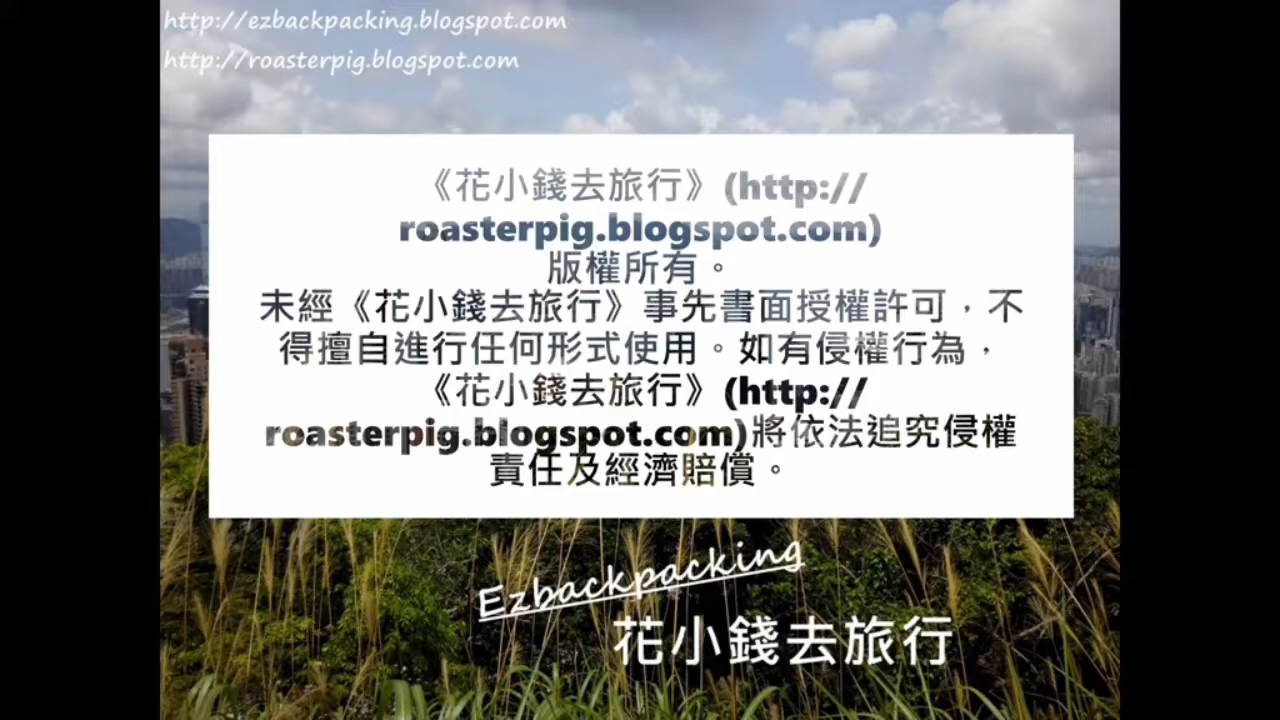 http://ezbackpacking.blogspot.com
http://roasterpig.blogspot.com
《花小錢去旅行》(http://
roasterpig.blogspot.com)
版權所有。
未經《花小錢去旅行》事先書面授權許可，不
得擅自進行任何形式使用。如有侵權行為，
《花小錢去旅行》(http://
roasterpig.blogspot.com)將依法追究侵權
責任及經濟賠償。
Ezbackpacking
花小錢去旅行